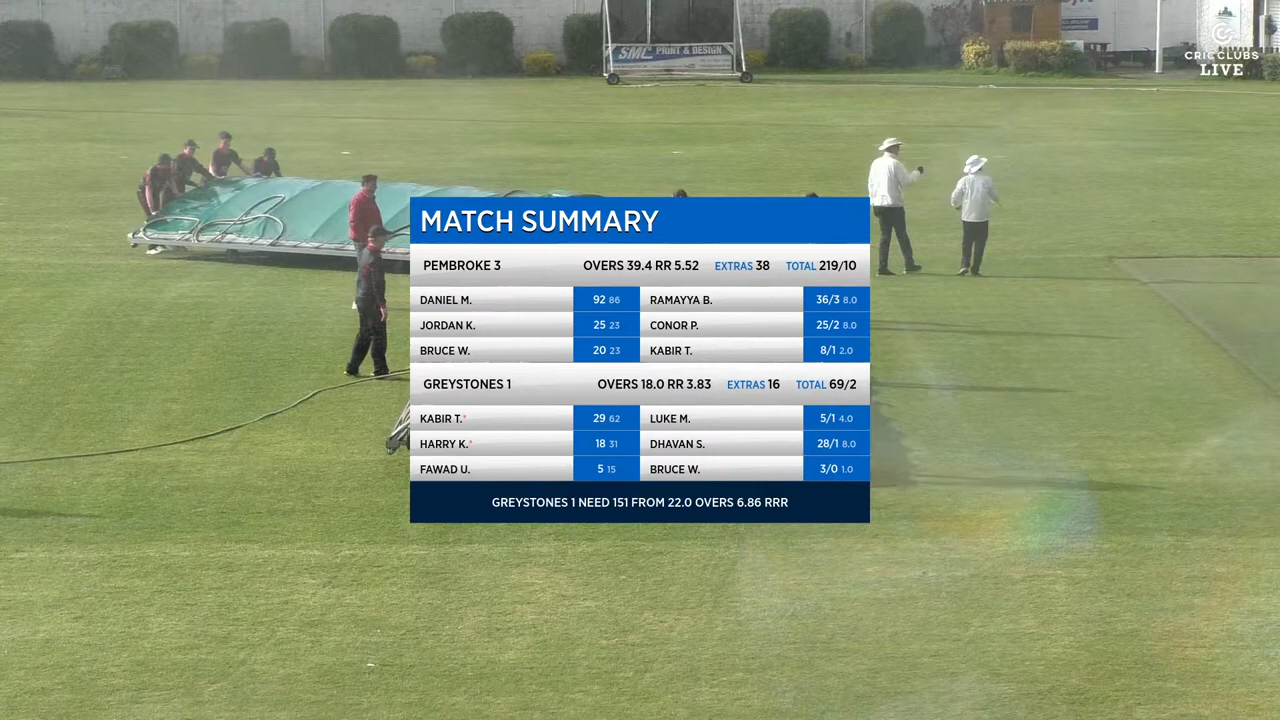 SMC PRINT & DESIGN
CRICCLUBS
LIVE
MATCH SUMMARY
PEMBROKE 3 OVERS 39.4 RR 5.52 EXTRAS 38 TOTAL 219/10
DANIEL M. 92 86 RAMAYYA B. 36/3 8.0
JORDAN K. 25 23 CONOR P. 25/2 8.0
BRUCE W. 20 23 KABIR T. 8/1 2.0
GREYSTONES 1 OVERS 18.0 RR 3.83 EXTRAS 16 TOTAL 69/2
KABIR T.* 29 62 LUKE M. 5/1 4.0
HARRY K.* 18 31 DHAVAN S. 28/1 8.0
FAWAD U. 5 15 BRUCE W. 3/0 1.0
GREYSTONES 1 NEED 151 FROM 22.0 OVERS 6.86 RRR